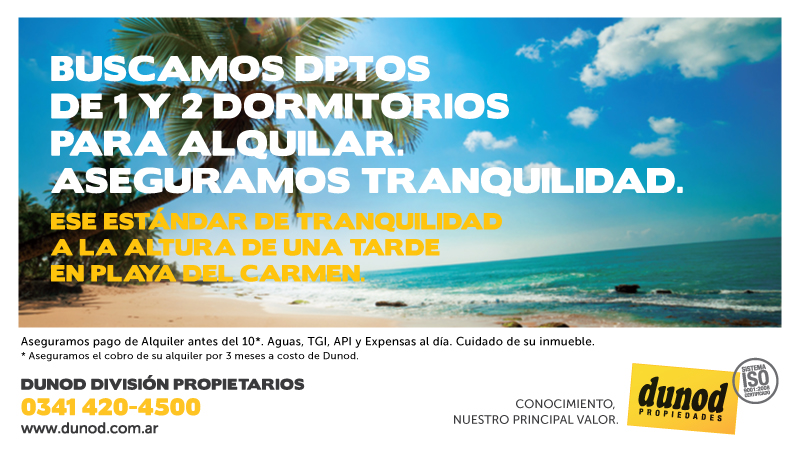 BUSCAMOS DPTOS
DE 1 Y 2 DORMITORIOS
PARA ALQUILAR.
ASEGURAMOS TRANQUILIDAD.
ESE ESTÁNDAR DE TRANQUILIDAD
A LA ALTURA DE UNA TARDE
EN PLAYA DEL CARMEN.
Aseguramos pago de Alquiler antes del 10*. Aguas, TGI, API y Expensas al día. Cuidado de su inmueble.
* Aseguramos el cobro de su alquiler por 3 meses a costo de Dunod.
DUNOD DIVISIÓN PROPIETARIOS
0341 420-4500
www.dunod.com.ar
CONOCIMIENTO,
NUESTRO PRINCIPAL VALOR.
dunod
PROPIEDADES
SISTEMA
ISO
9001:2008
CERTIFICADO